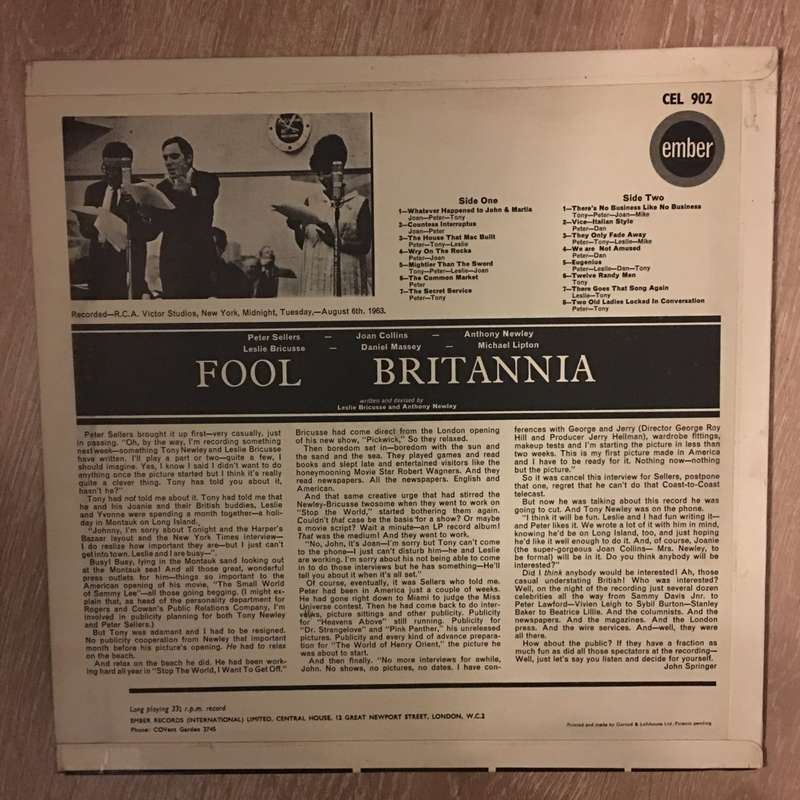 CEL 902
ember
Side One
1—Whatever Happened to John & Martia
Joan—Peter—Tony
2—Countess Interruptus
Joan—Peter
3—The House That Mac Built
Peter—Tony—Leslie
4—Wry On The Rocks
Peter—Joan
5—Mightier Than The Sword
Tony—Peter—Leslie—Joan
6—The Common Market
Peter
7—The Secret Service
Peter—Tony
Side Two
1—There's No Business Like No Business
Tony—Peter—Joan—Mike
2—Vice—Italian Style
Peter—Dan
3—They Only Fade Away
Peter—Tony—Leslie—Mike
4—We are Not Amused
Peter—Dan
5—Eugenius
Peter—Leslie—Dan—Tony
6—Twelve Randy Men
Tony
7—There Goes That Song Again
Leslie—Tony
8—Two Old Ladies Locked In Conversation
Peter—Tony
Recorded—R.C.A. Victor Studios, New York, Midnight, Tuesday.—August 6th. 1963.
Peter Sellers — Joan Collins — Anthony Newley
Leslie Bricusse — Daniel Massey — Michael Lipton
FOOL BRITANNIA
written and devised by
Leslie Bricusse and Anthony Newley
Peter Sellers brought it up first—very casually, just
in passing. "Oh, by the way, I'm recording something
next week—something Tony Newley and Leslie Bricusse
have written. I'll play a part or two—quite a few, I
should imagine. Yes, I know I said I didn't want to do
anything once the picture started but I think it's really
quite a clever thing. Tony has told you about it,
hasn't he?"
Tony had not told me about it. Tony had told me that
he and his Joanie and their British buddies, Leslie
and Yvonne were spending a month together—a holi-
day in Montauk on Long Island.
"Johnny, I'm sorry about Tonight and the Harper's
Bazaar layout and the New York Times interview—
I do realize how important they are—but I just can't
get into town. Leslie and I are busy—".
Busy! Busy, lying in the Montauk sand looking out
at the Montauk sea! And all those great, wonderful
press outlets for him—things so important to the
American opening of his movie, "The Small World
of Sammy Lee"—all those going begging. (I might ex-
plain that, as head of the personality department for
Rogers and Cowan's Public Relations Company, I'm
involved in publicity planning for both Tony Newley
and Peter Sellers.)
But Tony was adamant and I had to be resigned.
No publicity cooperation from Newley that important
month before his picture's opening. He had to relax
on the beach.
And relax on the beach he did. He had been work-
ing hard all year in "Stop The World, I Want To Get Off."
Bricusse had come direct from the London opening
of his new show, "Pickwick," So they relaxed.
Then boredom set in—boredom with the sun and
the sand and the sea. They played games and read
books and slept late and entertained visitors like the
honeymooning Movie Star Robert Wagners. And they
read newspapers. All the newspapers. English and
American.
And that same creative urge that had stirred the
Newley-Bricusse twosome when they went to work on
"Stop the World," started bothering them again.
Couldn't that case be the basis for a show? Or maybe
a movie script? Wait a minute—an LP record album!
That was the medium! And they went to work.
"No, John, it's Joan—I'm sorry but Tony can't come
to the phone—I just can't disturb him—he and Leslie
are working. I'm sorry about his not being able to come
in to do those interviews but he has something—He'll
tell you about it when it's all set."
Of course, eventually, it was Sellers who told me.
Peter had been in America just a couple of weeks.
He had gone right down to Miami to judge the Miss
Universe contest. Then he had come back to do inter-
views, picture sittings and other publicity. Publicity
for "Heavens Above" still running. Publicity for
"Dr. Strangelove" and "Pink Panther," his unreleased
pictures. Publicity and every kind of advance prepara-
tion for "The World of Henry Orient," the picture he
was about to start.
And then finally. "No more interviews for awhile,
John. No shows, no pictures, no dates. I have con-
ferences with George and Jerry (Director George Roy
Hill and Producer Jerry Hellman), wardrobe fittings,
makeup tests and I'm starting the picture in less than
two weeks. This is my first picture made in America
and I have to be ready for it. Nothing now—nothing
but the picture."
So it was cancel this interview for Sellers, postpone
that one, regret that he can't do that Coast-to-Coast
telecast.
But now he was talking about this record he was
going to cut. And Tony Newley was on the phone.
"I think it will be fun. Leslie and I had fun writing it—
and Peter likes it. We wrote a lot of it with him in mind,
knowing he'd be on Long Island, too, and just hoping
he'd like it well enough to do it. And, of course, Joanie
(the super-gorgeous Joan Collins— Mrs. Newley, to
be formal) will be in it. Do you think anybody will be
interested?"
Did I think anybody would be interested! Ah, those
casual understating British! Who was interested?
Well, on the night of the recording just several dozen
celebrities all the way from Sammy Davis Jnr. to
Peter Lawford—Vivien Leigh to Sybil Burton—Stanley
Baker to Beatrice Lillie. And the columnists. And the
newspapers. And the magazines. And the London
press. And the wire services. And—well, they were
all there.
How about the public? If they have a fraction as
much fun as did all those spectators at the recording—
Well, just let's say you listen and decide for yourself.
John Springer
Long playing 33⅓ r.p.m. record
EMBER RECORDS (INTERNATIONAL) LIMITED, CENTRAL HOUSE, 12 GREAT NEWPORT STREET, LONDON, W.C.2
Phone: COVent Garden 2745
Printed and made by Garrod & Lofthouse Ltd. Patents pending